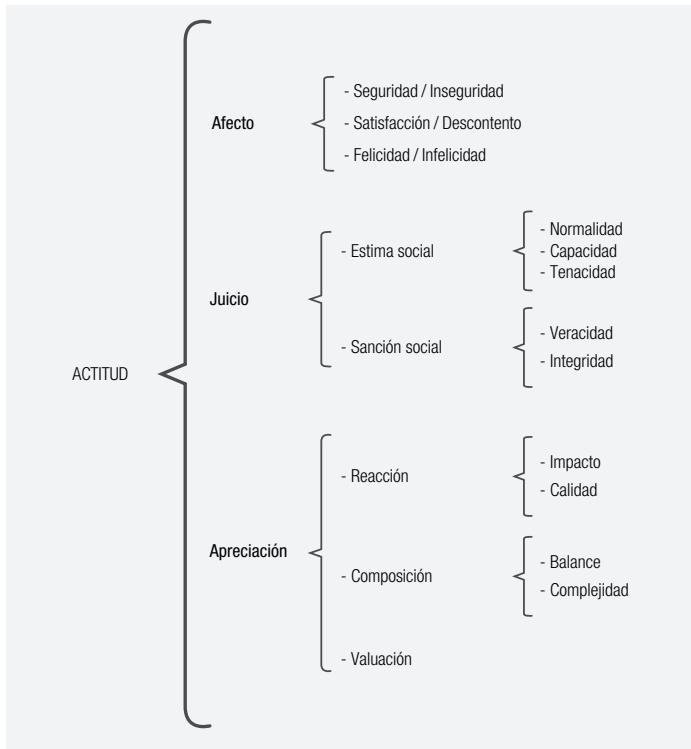 Afecto
- Seguridad / Inseguridad
- Satisfacción / Descontento
- Felicidad / Infelicidad
Juicio
- Estima social
- Normalidad
- Capacidad
- Tenacidad
- Sanción social
- Veracidad
- Integridad
ACTITUD
Apreciación
- Reacción
- Impacto
- Calidad
- Composición
- Balance
- Complejidad
- Valuación